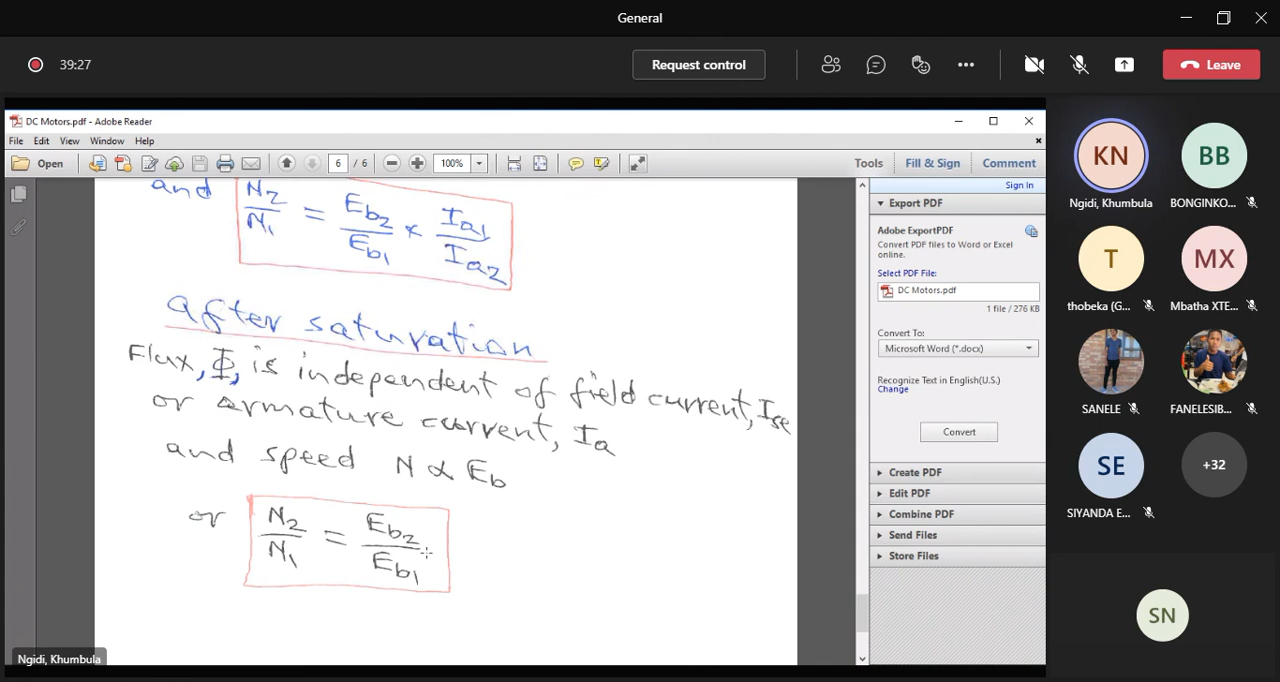 General
39:27
Request control
Leave
DC Motors.pdf - Adobe Reader
File Edit View Window Help
Open
6 / 6
100%
Tools
Fill & Sign
Comment
Sign In
and N2/N1 = Eb2/Eb1 × Ia1/Ia2
after saturation
Flux, Φ, is independent of field current, Ise
or armature current, Ia
and speed N ∝ Eb
or N2/N1 = Eb2/Eb1
Export PDF
Adobe ExportPDF
Convert PDF files to Word or Excel
online.
Select PDF File:
DC Motors.pdf
1 file / 276 KB
Convert To:
Microsoft Word (*.docx)
Recognize Text in English(U.S.)
Change
Convert
Create PDF
Edit PDF
Combine PDF
Send Files
Store Files
Ngidi, Khumbula
KN
Ngidi, Khumbula
BB
BONGINKO...
T
thobeka (G...
MX
Mbatha XTE...
SANELE
FANELESIB...
SE
SIYANDA E...
+32
SN